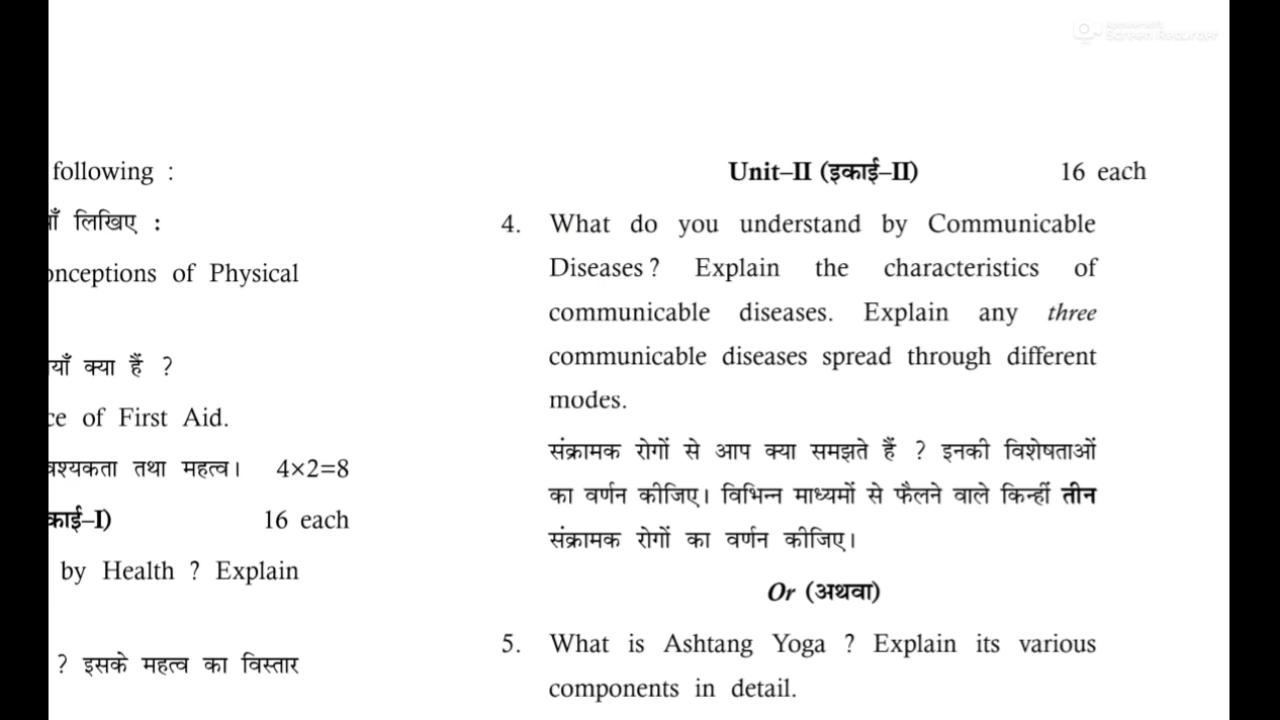 following :
लिखिए :
of Physical
क्या हैं ?
of First Aid.
तथा महत्व। 4×2=8
16 each
by Health ? Explain
? इसके महत्व का विस्तार
Unit–II (इकाई–II) 16 each
4. What do you understand by Communicable
Diseases ? Explain the characteristics of
communicable diseases. Explain any three
communicable diseases spread through different
modes.
संक्रामक रोगों से आप क्या समझते हैं ? इनकी विशेषताओं
का वर्णन कीजिए। विभिन्न माध्यमों से फैलने वाले किन्हीं तीन
संक्रामक रोगों का वर्णन कीजिए।
Or (अथवा)
5. What is Ashtang Yoga ? Explain its various
components in detail.
Screen Recorder